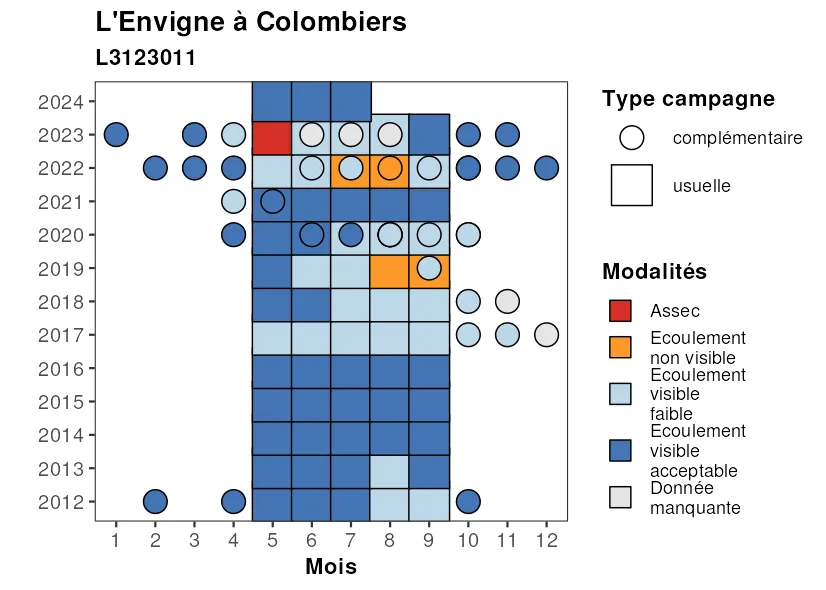 L'Envigne à Colombiers
L3123011
2024
2023
2022
2021
2020
2019
2018
2017
2016
2015
2014
2013
2012
1 2 3 4 5 6 7 8 9 10 11 12
Mois
Type campagne
complémentaire
usuelle
Modalités
Assec
Ecoulement
non visible
Ecoulement
visible
faible
Ecoulement
visible
acceptable
Donnée
manquante